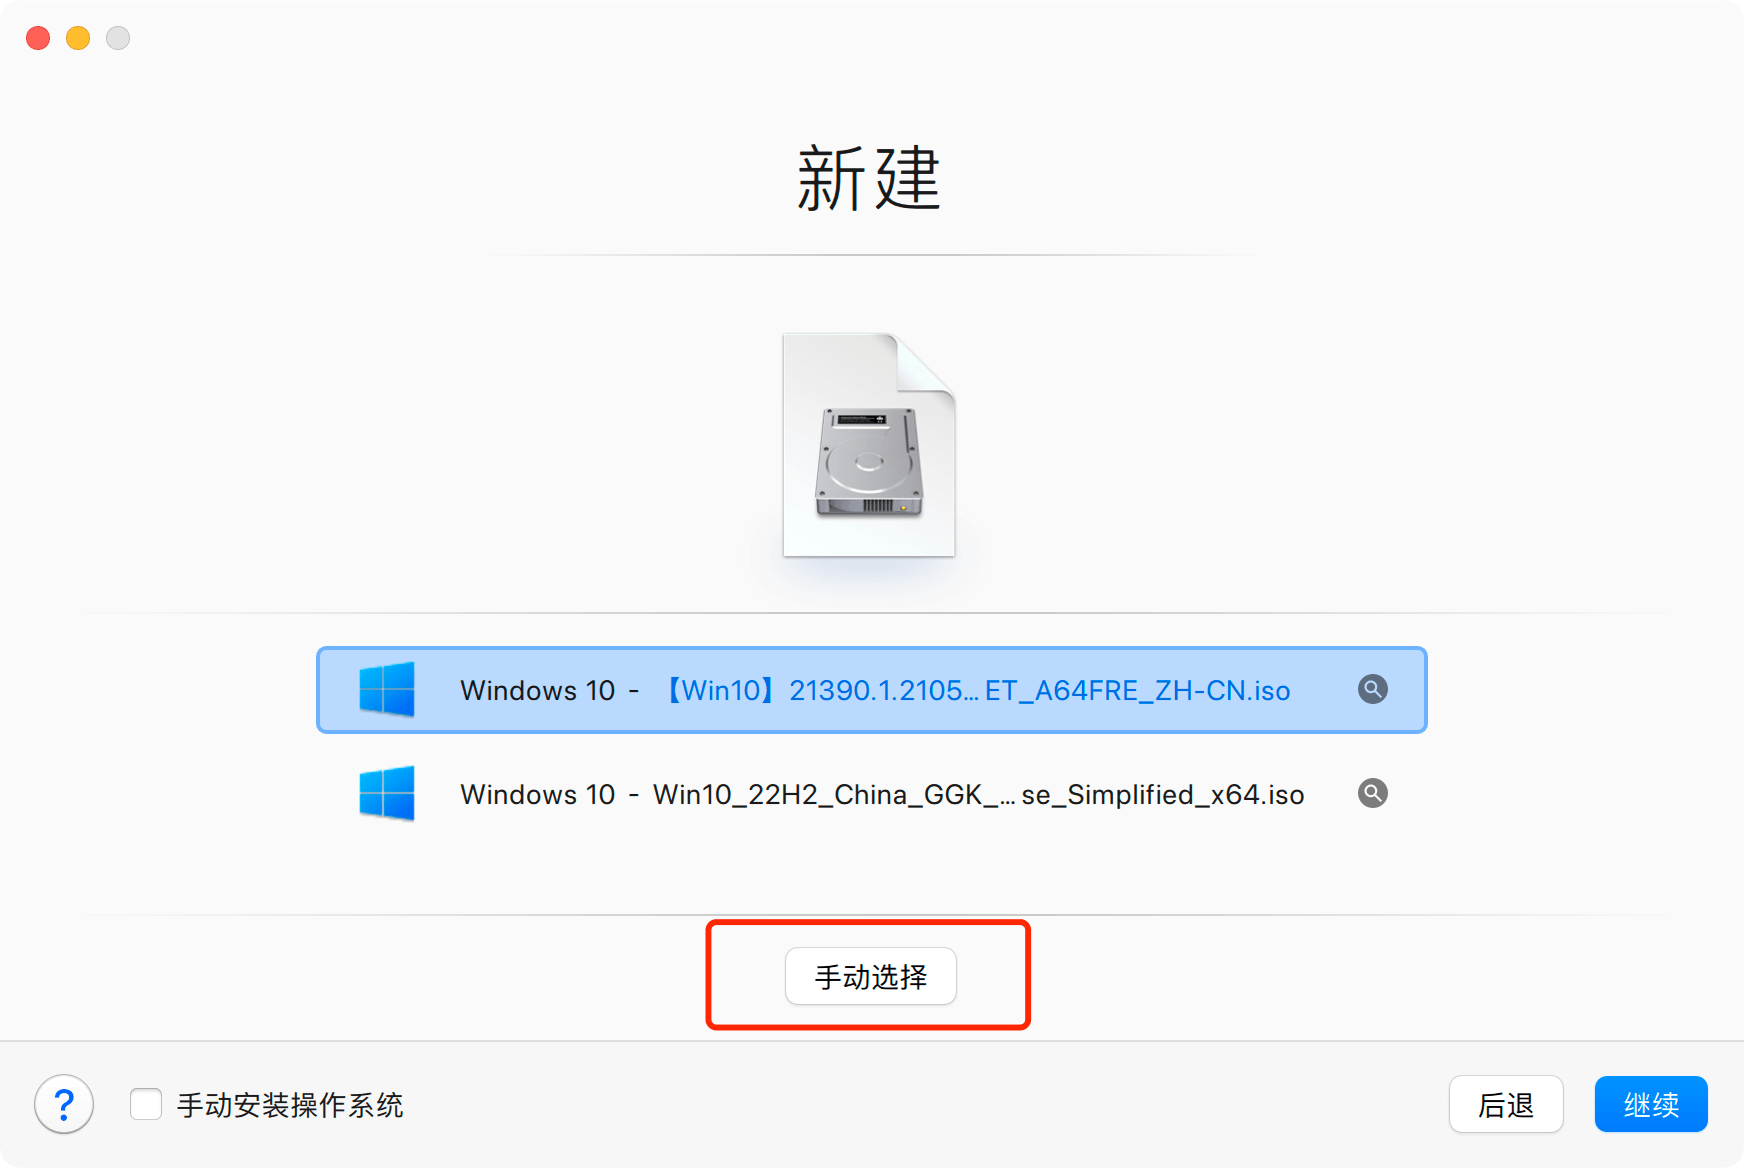 新建
Windows 10 - 【Win10】21390.1.2105...ET_A64FRE_ZH-CN.iso
Windows 10 - Win10_22H2_China_GGK_...se_Simplified_x64.iso
手动选择
? 手动安装操作系统 后退 继续